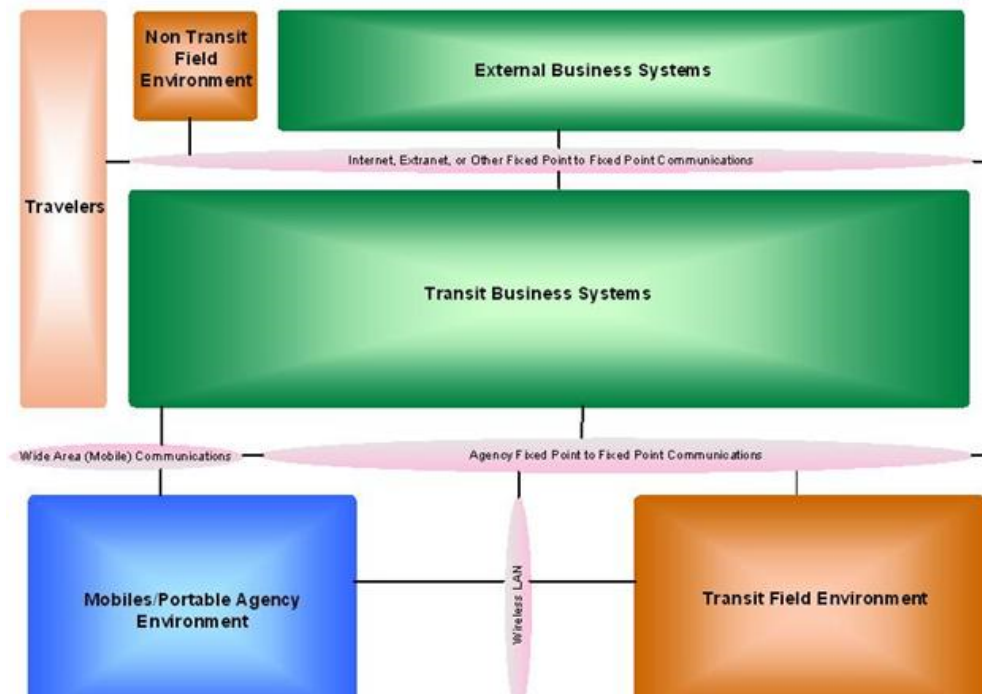 Non Transit
Field
Environment
External Business Systems
Internet, Extranet, or Other Fixed Point to Fixed Point Communications
Travelers
Transit Business Systems
Wide Area (Mobile) Communications
Agency Fixed Point to Fixed Point Communications
Wireless LAN
Mobiles/Portable Agency
Environment
Transit Field Environment